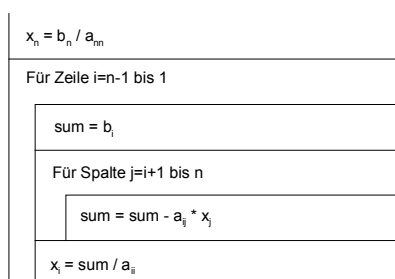 xₙ = bₙ / aₙₙ
Für Zeile i=n-1 bis 1
sum = bᵢ
Für Spalte j=i+1 bis n
sum = sum - aᵢⱼ * xⱼ
xᵢ = sum / aᵢᵢ